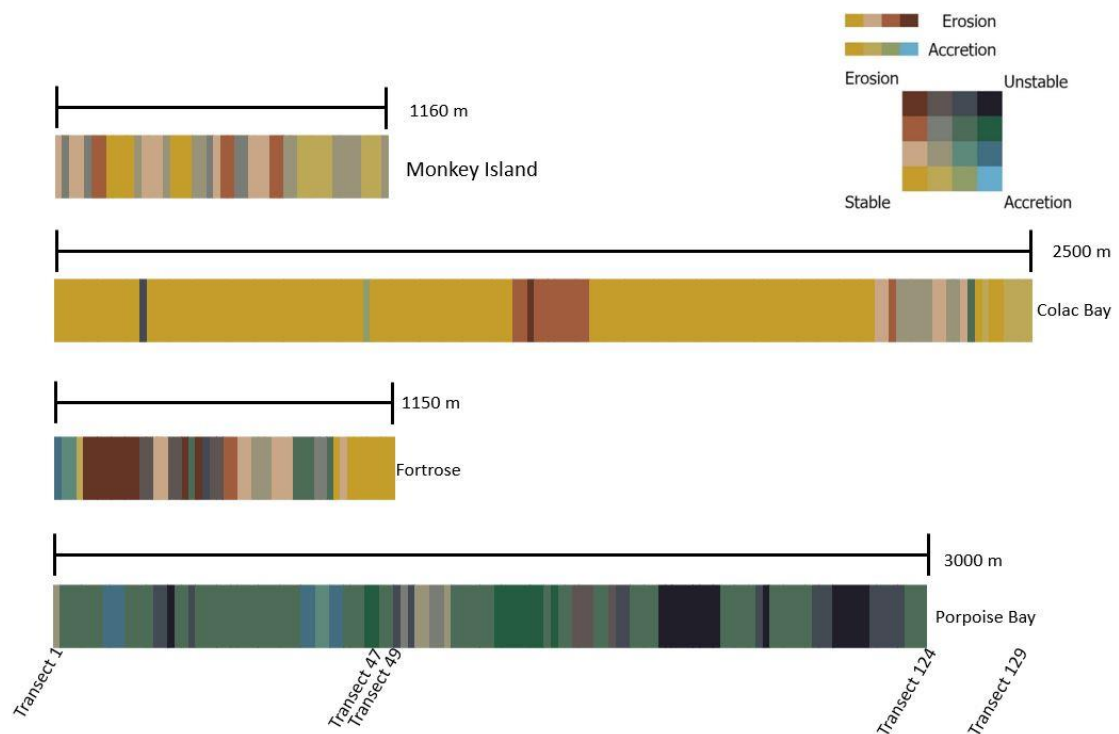 Erosion
Accretion
Erosion
Unstable
Stable
Accretion
1160 m
Monkey Island
2500 m
Colac Bay
1150 m
Fortrose
3000 m
Porpoise Bay
Transect 1
Transect 47
Transect 49
Transect 124
Transect 129